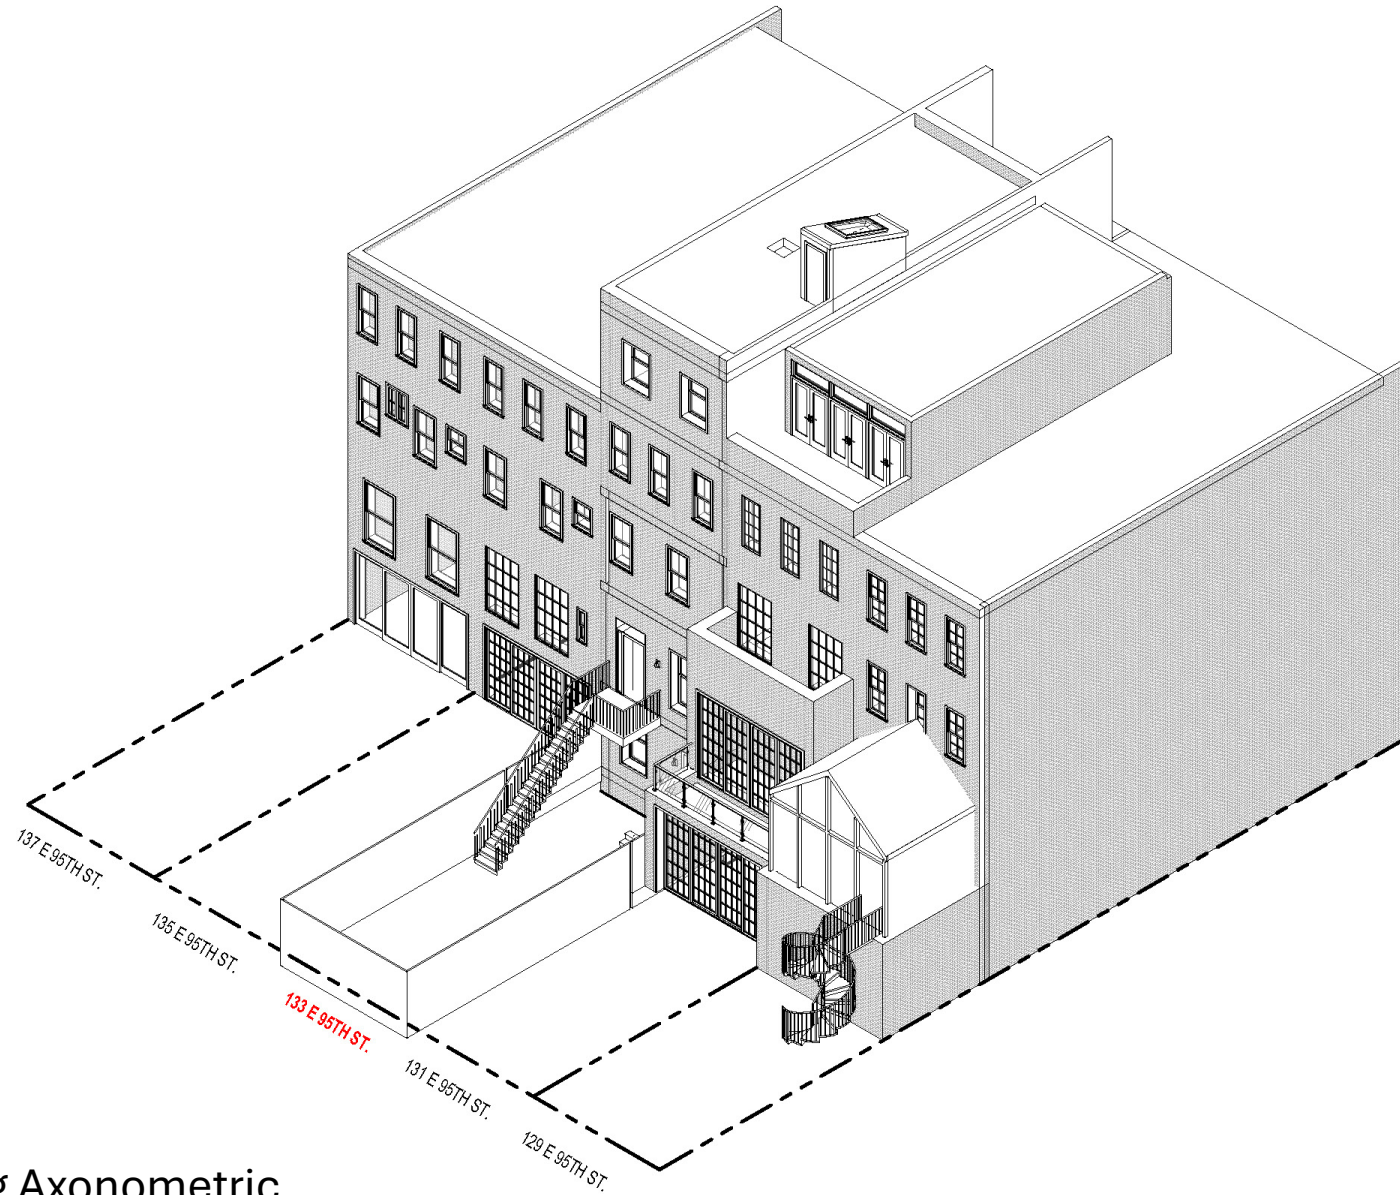 137 E 95TH ST.
135 E 95TH ST.
133 E 95TH ST.
131 E 95TH ST.
129 E 95TH ST.
Axonometric